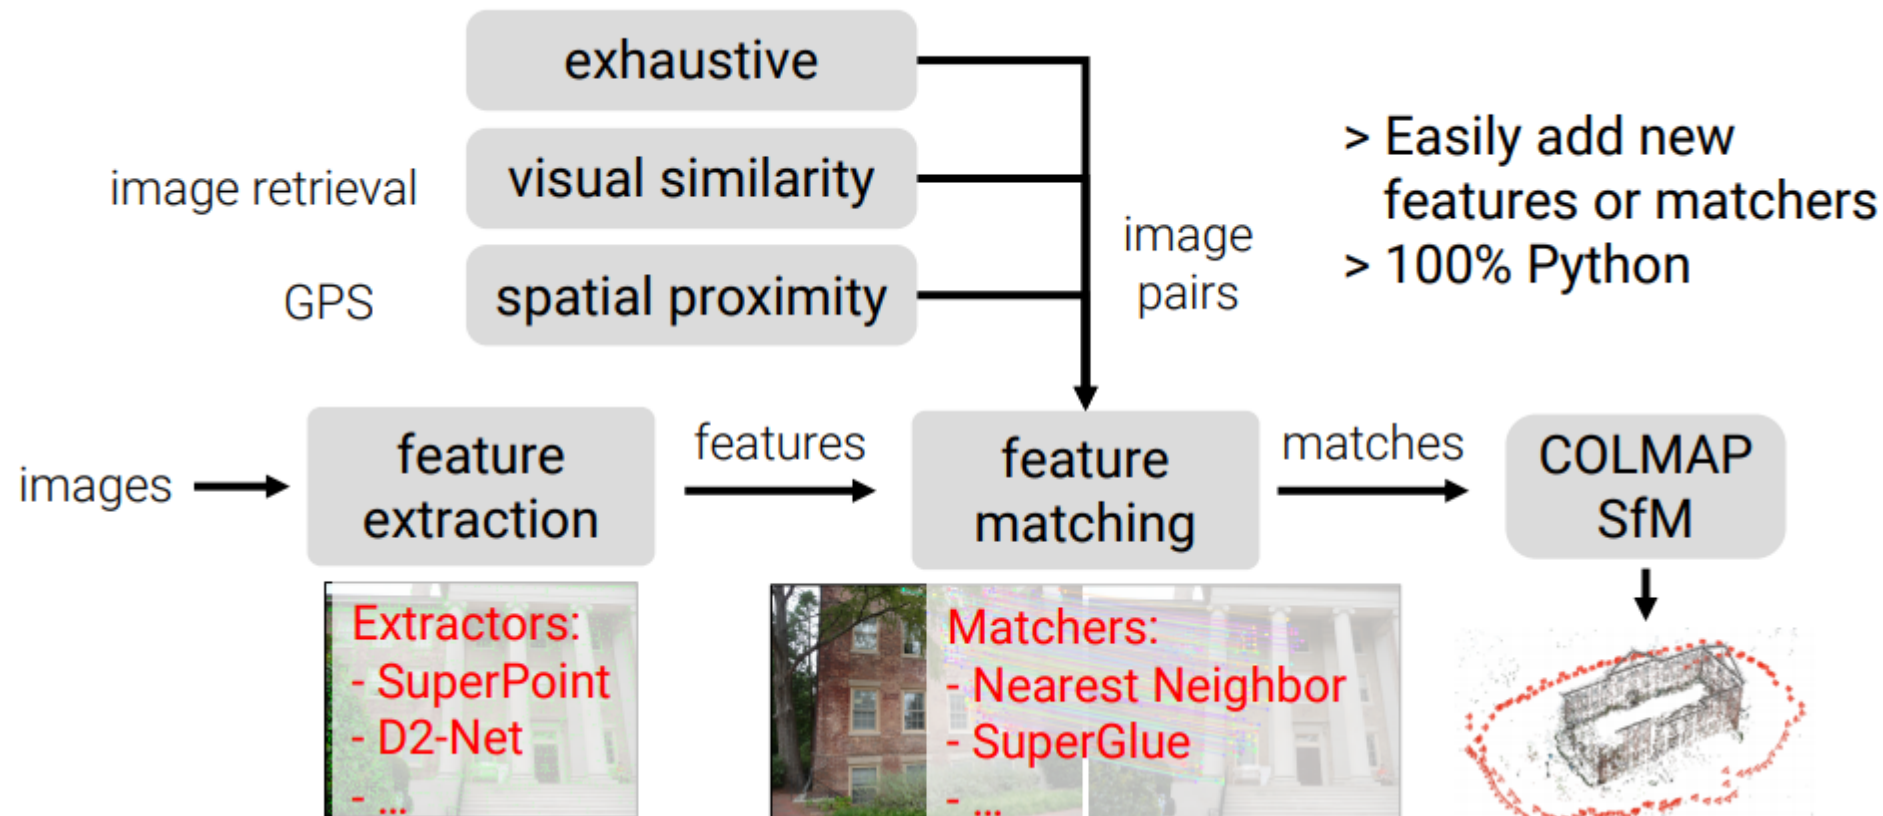 exhaustive
image retrieval
visual similarity
GPS
spatial proximity
image
pairs
> Easily add new
features or matchers
> 100% Python
images
feature
extraction
features
feature
matching
matches
COLMAP
SfM
Extractors:
- SuperPoint
- D2-Net
- ...
Matchers:
- Nearest Neighbor
- SuperGlue
- ...